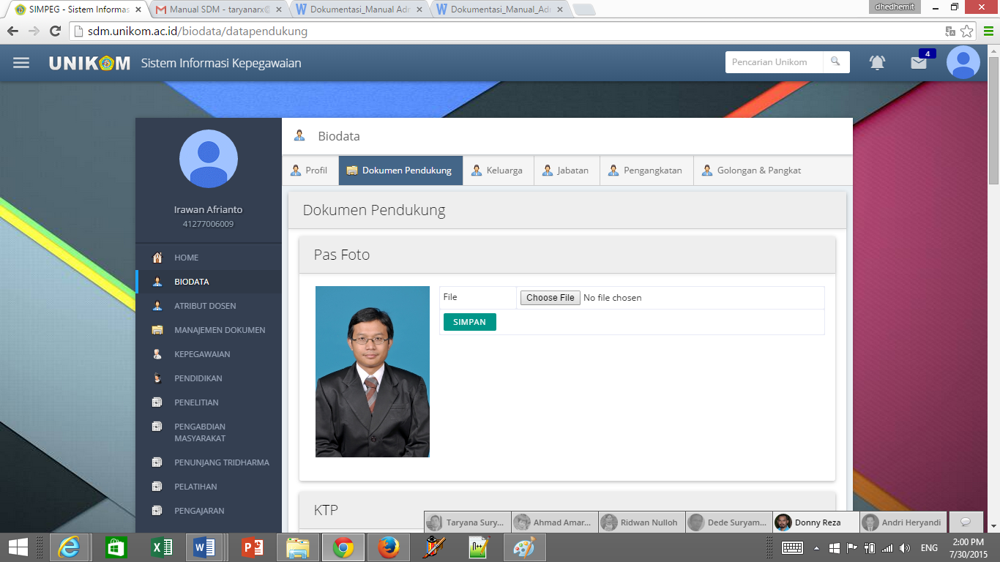 SIMPEG - Sistem Informas
Manual SDM - taryanarx@
Dokumentasi_Manual Adm
Dokumentasi_Manual_Adm
dhedhemit
sdm.unikom.ac.id/biodata/datapendukung
UNIKOM Sistem Informasi Kepegawaian
Pencarian Unikom
4
Irawan Afrianto
41277006009
HOME
BIODATA
ATRIBUT DOSEN
MANAJEMEN DOKUMEN
KEPEGAWAIAN
PENDIDIKAN
PENELITIAN
PENGABDIAN
MASYARAKAT
PENUNJANG TRIDHARMA
PELATIHAN
PENGAJARAN
Biodata
Profil
Dokumen Pendukung
Keluarga
Jabatan
Pengangkatan
Golongan & Pangkat
Dokumen Pendukung
Pas Foto
File
Choose File No file chosen
SIMPAN
KTP
Taryana Sury...
Ahmad Amar...
Ridwan Nulloh
Dede Suryam...
Donny Reza
Andri Heryandi
ENG
2:00 PM
7/30/2015